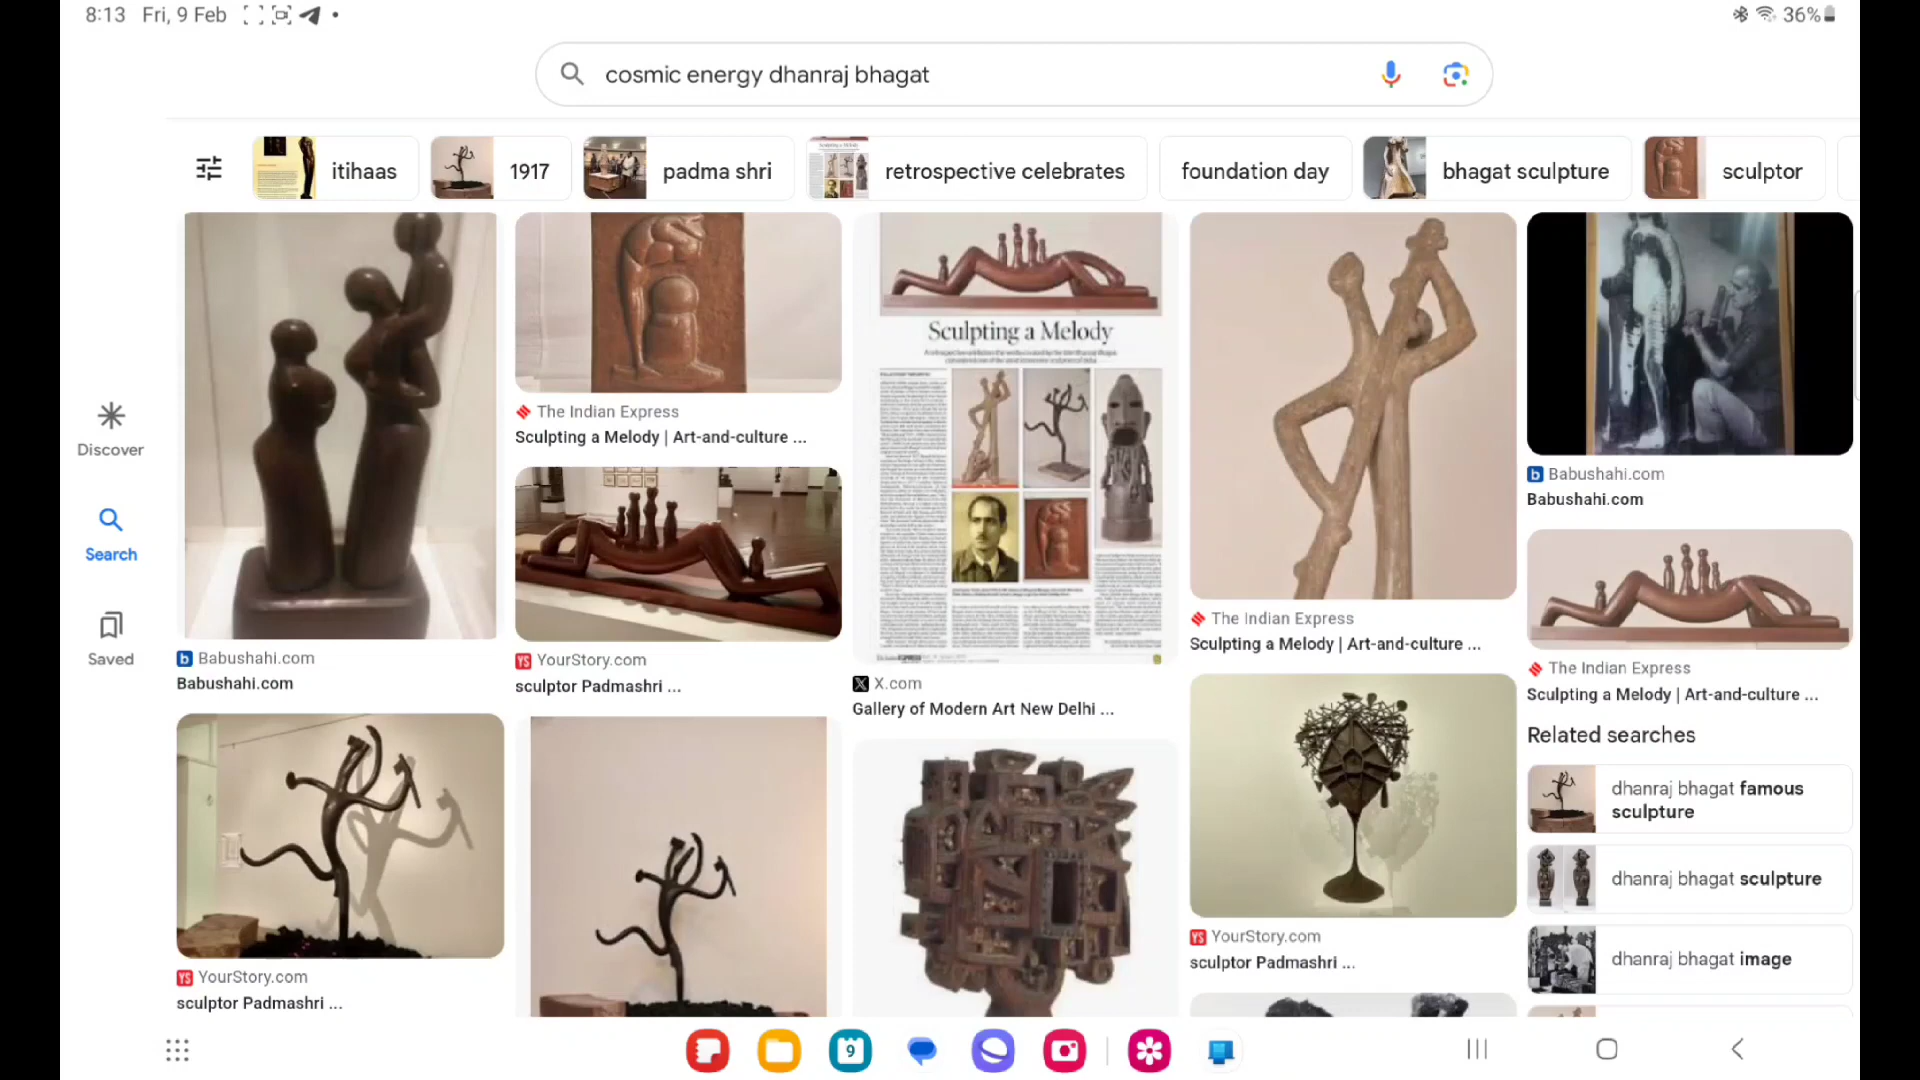 8:13 Fri, 9 Feb
36%
cosmic energy dhanraj bhagat
itihaas
1917
padma shri
retrospective celebrates
foundation day
bhagat sculpture
sculptor
Discover
Search
Saved
Babushahi.com
Babushahi.com
YourStory.com
sculptor Padmashri ...
The Indian Express
Sculpting a Melody | Art-and-culture ...
YourStory.com
sculptor Padmashri ...
Sculpting a Melody
X.com
Gallery of Modern Art New Delhi ...
The Indian Express
Sculpting a Melody | Art-and-culture ...
YourStory.com
sculptor Padmashri ...
Babushahi.com
Babushahi.com
The Indian Express
Sculpting a Melody | Art-and-culture ...
Related searches
dhanraj bhagat famous
sculpture
dhanraj bhagat sculpture
dhanraj bhagat image
9